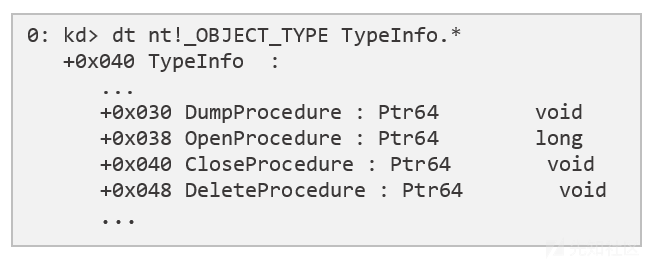 0: kd> dt nt!_OBJECT_TYPE TypeInfo.*
+0x040 TypeInfo :
...
+0x030 DumpProcedure : Ptr64 void
+0x038 OpenProcedure : Ptr64 long
+0x040 CloseProcedure : Ptr64 void
+0x048 DeleteProcedure : Ptr64 void
...